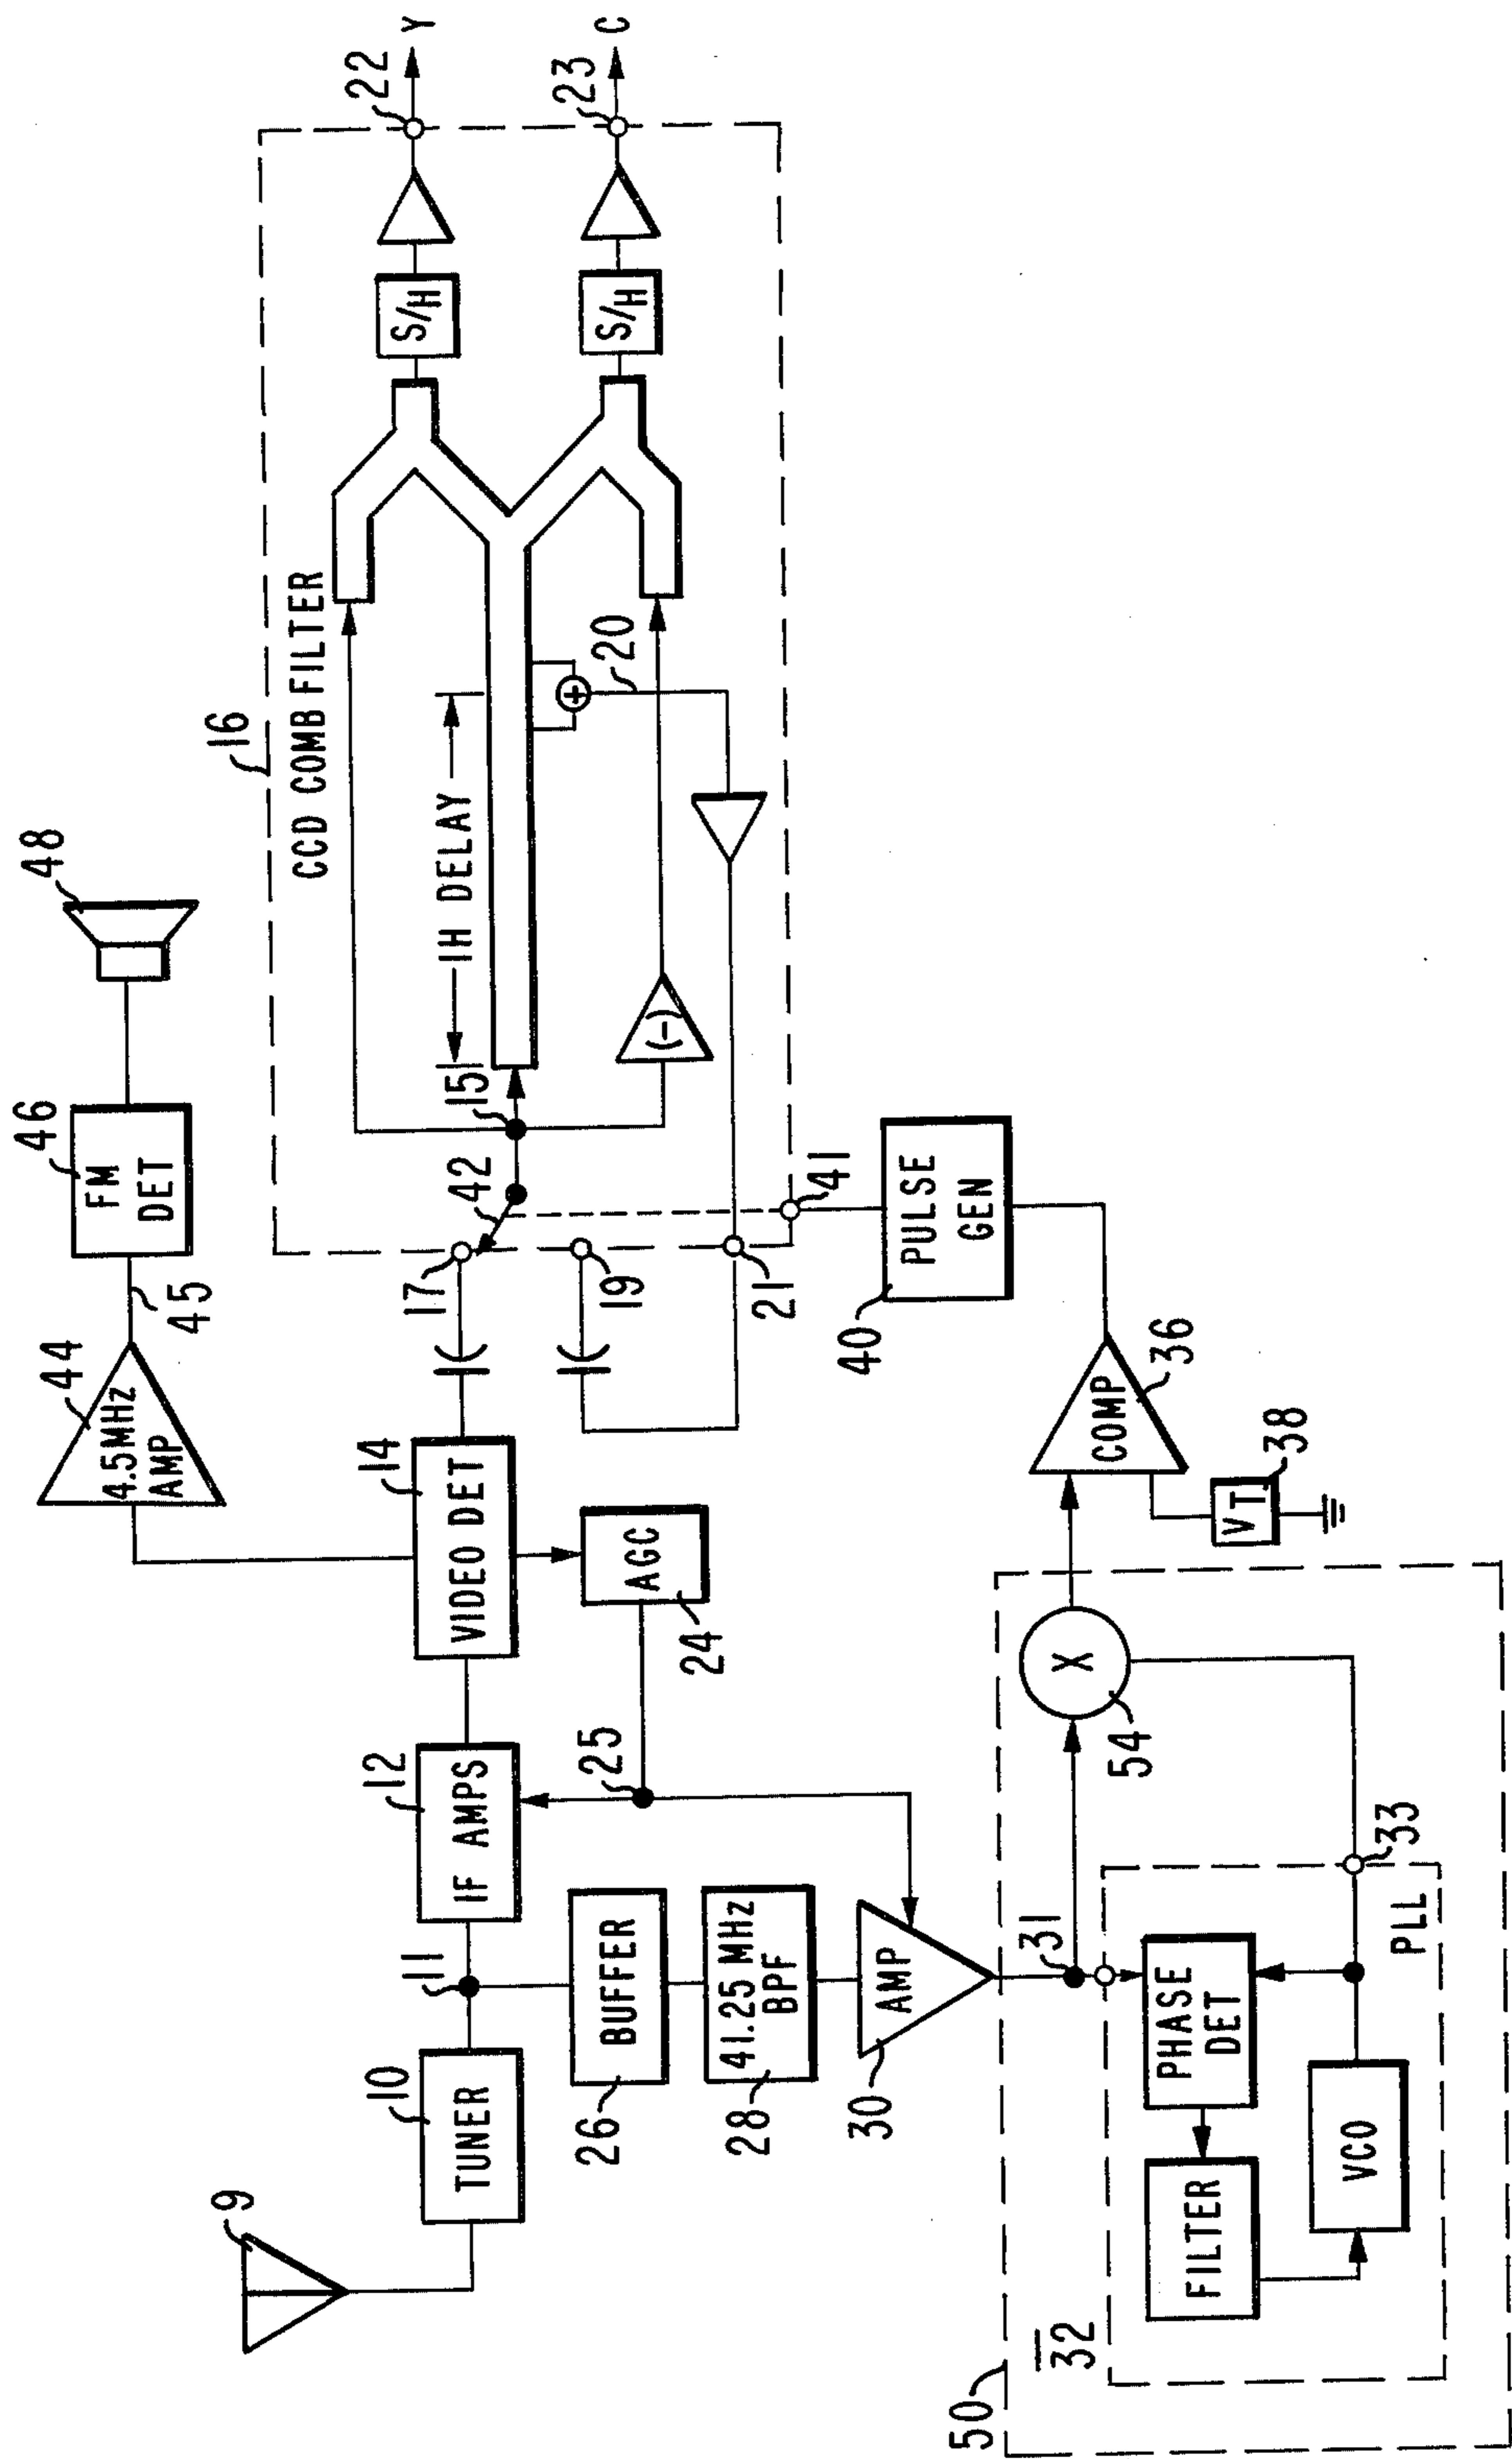 9
10
TUNER
11
12
IF AMPS
25
14
VIDEO DET
24
AGC
44
4.5MHz
AMP
45
46
FM
DET
48
16
CCD COMB FILTER
17
42
15
1H DELAY
19
21
41
(-)
+
20
S/H
S/H
22
Y
23
C
26
BUFFER
28
41.25 MHz
BPF
30
AMP
31
50
32
PHASE
DET
FILTER
VCO
PLL
33
X
54
COMP
36
VT
38
40
PULSE
GEN